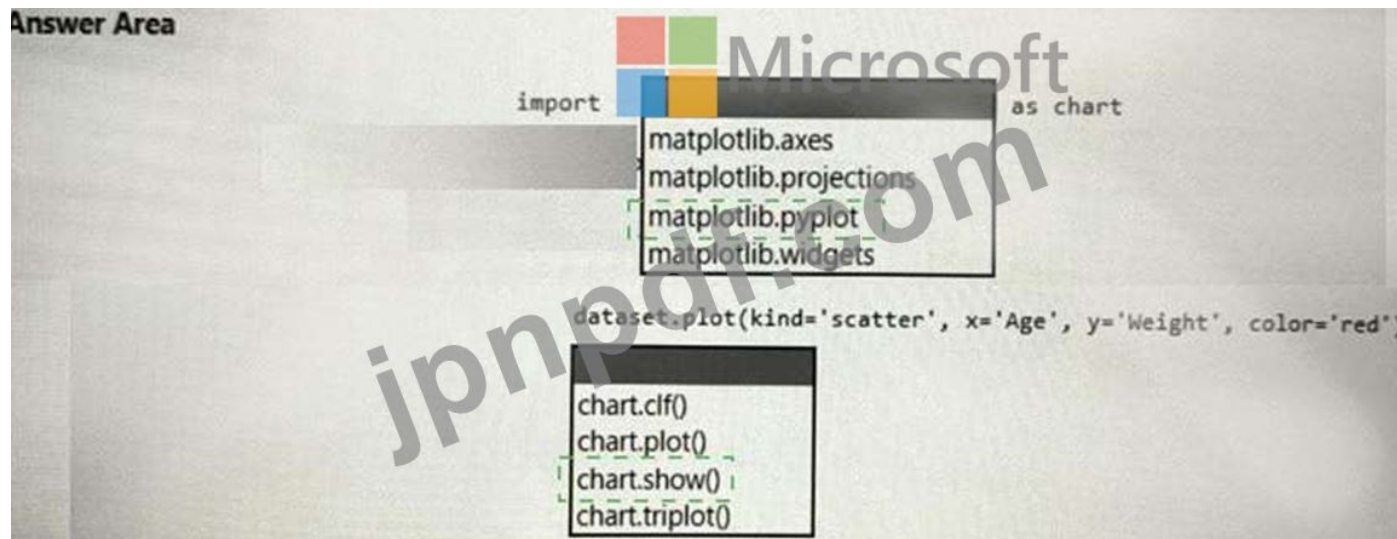 Answer Area
Microsoft
import as chart
matplotlib.axes
matplotlib.projections
matplotlib.pyplot
matplotlib.widgets
jpnpdf.com
dataset.plot(kind='scatter', x='Age', y='Weight', color='red')
chart.clf()
chart.plot()
chart.show()
chart.triplot()